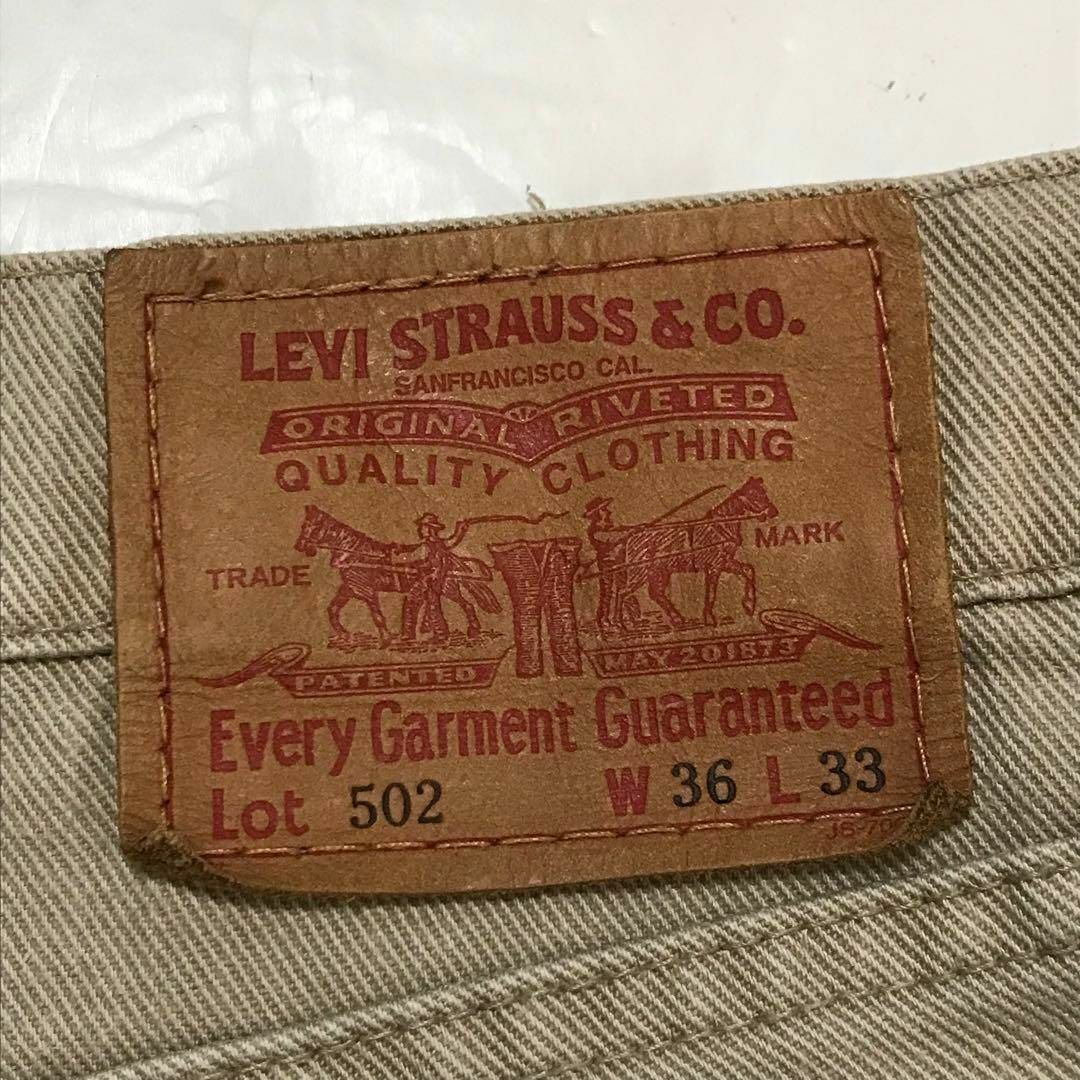 LEVI STRAUSS & CO.
SANFRANCISCO CAL.
ORIGINAL RIVETED
QUALITY CLOTHING
TRADE MARK
PATENTED MAY 20 1873
Every Garment Guaranteed
Lot 502 W 36 L 33